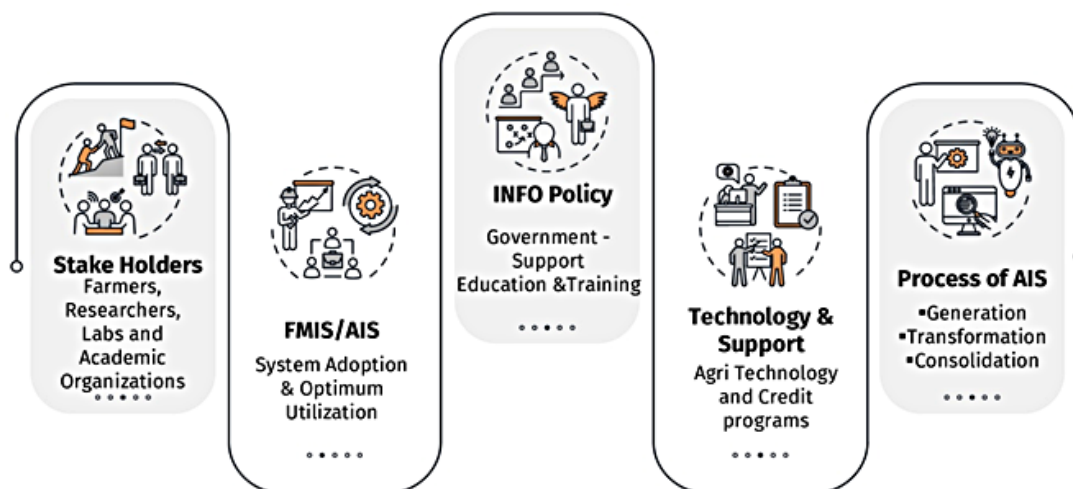 Stake Holders
Farmers,
Researchers,
Labs and
Academic
Organizations
FMIS/AIS
System Adoption
& Optimum
Utilization
INFO Policy
Government -
Support
Education &Training
Technology &
Support
Agri Technology
and Credit
programs
Process of AIS
▪Generation
▪Transformation
▪Consolidation